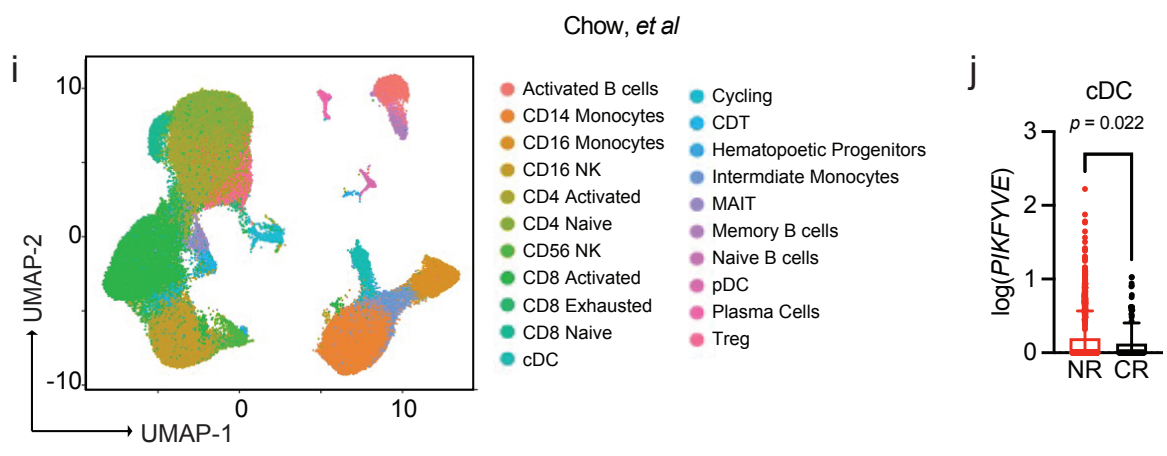 Chow, et al
i
10
0
-10
UMAP-2
0
10
UMAP-1
Activated B cells
CD14 Monocytes
CD16 Monocytes
CD16 NK
CD4 Activated
CD4 Naive
CD56 NK
CD8 Activated
CD8 Exhausted
CD8 Naive
cDC
Cycling
CDT
Hematopoetic Progenitors
Intermdiate Monocytes
MAIT
Memory B cells
Naive B cells
pDC
Plasma Cells
Treg
j
cDC
p = 0.022
log(PIKFYVE)
3
2
1
0
NR CR